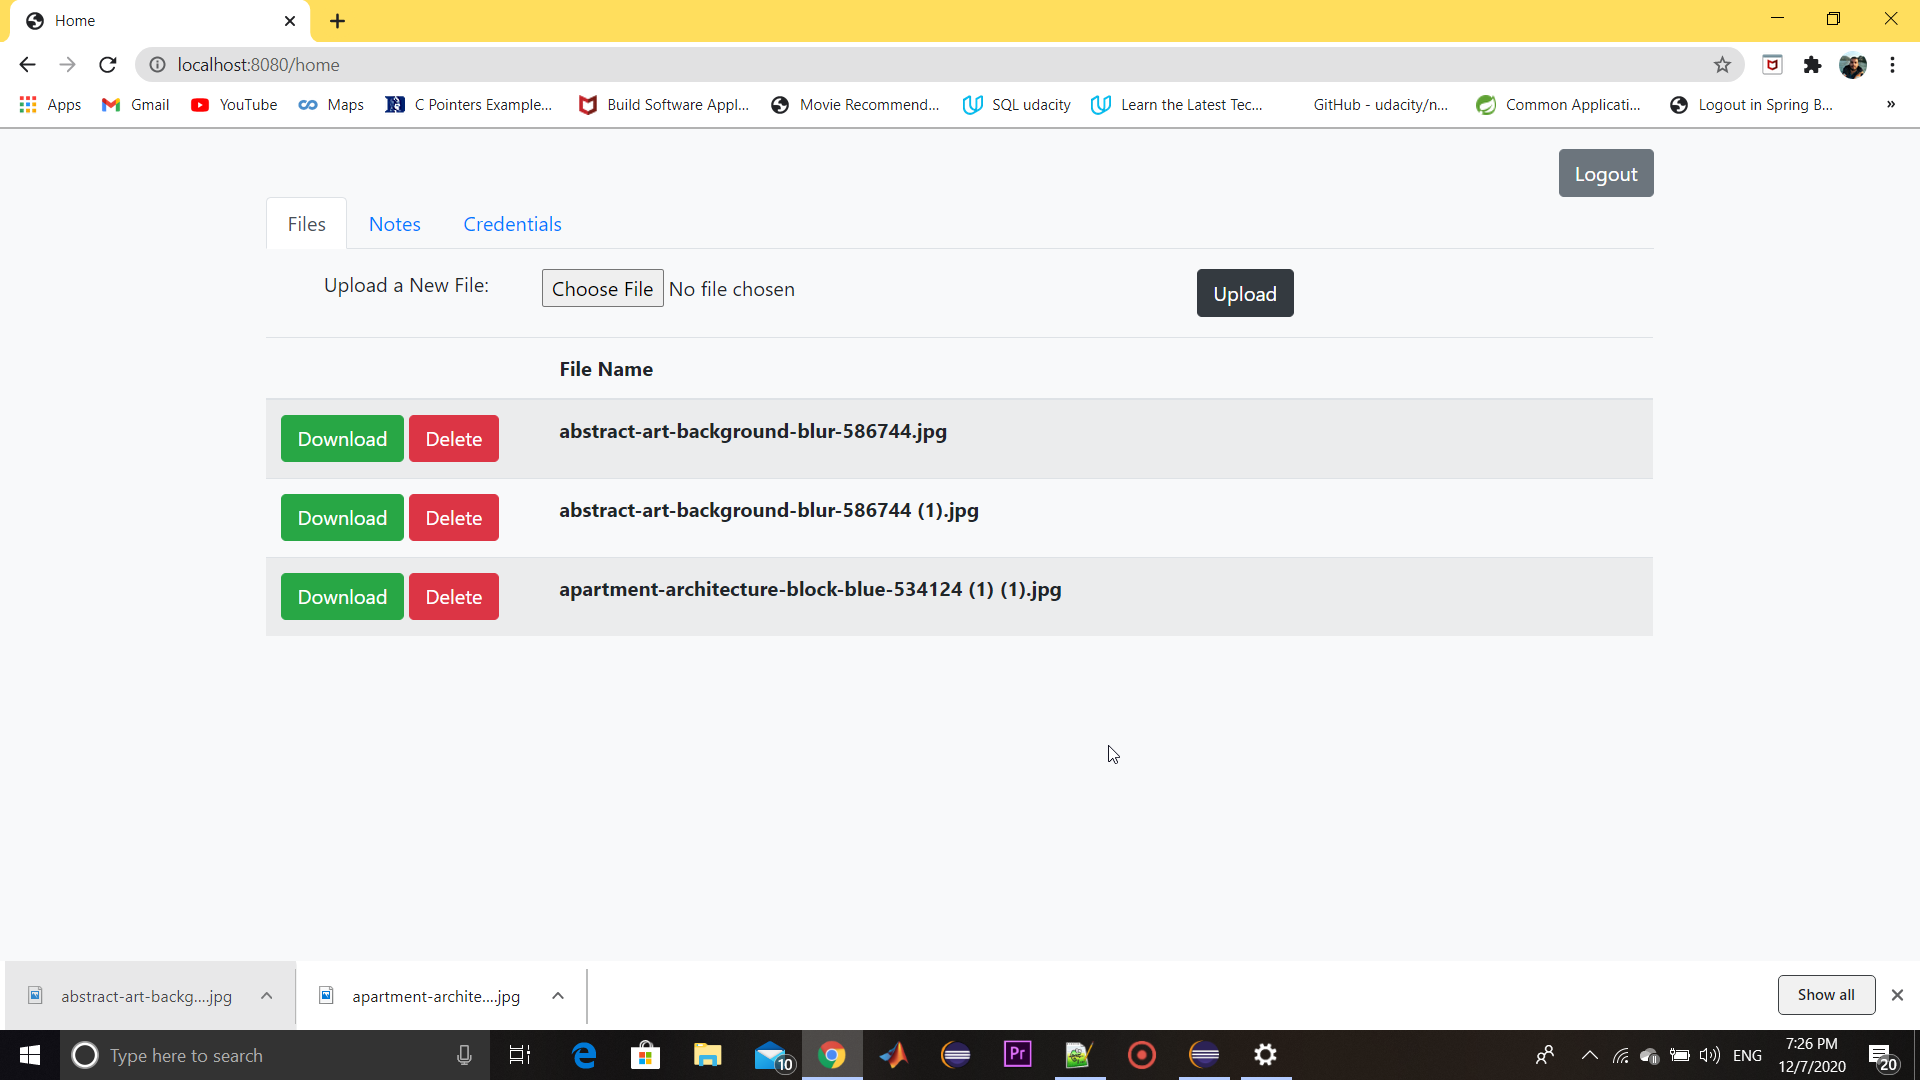 Home
localhost:8080/home
Apps Gmail YouTube Maps C Pointers Example... Build Software Appl... Movie Recommend... SQL udacity Learn the Latest Tec... GitHub - udacity/n... Common Applicati... Logout in Spring B... »
Logout
Files Notes Credentials
Upload a New File: Choose File No file chosen Upload
File Name
Download Delete abstract-art-background-blur-586744.jpg
Download Delete abstract-art-background-blur-586744 (1).jpg
Download Delete apartment-architecture-block-blue-534124 (1) (1).jpg
abstract-art-backg....jpg apartment-archite....jpg Show all
Type here to search 10 Pr ENG 7:26 PM 20
12/7/2020